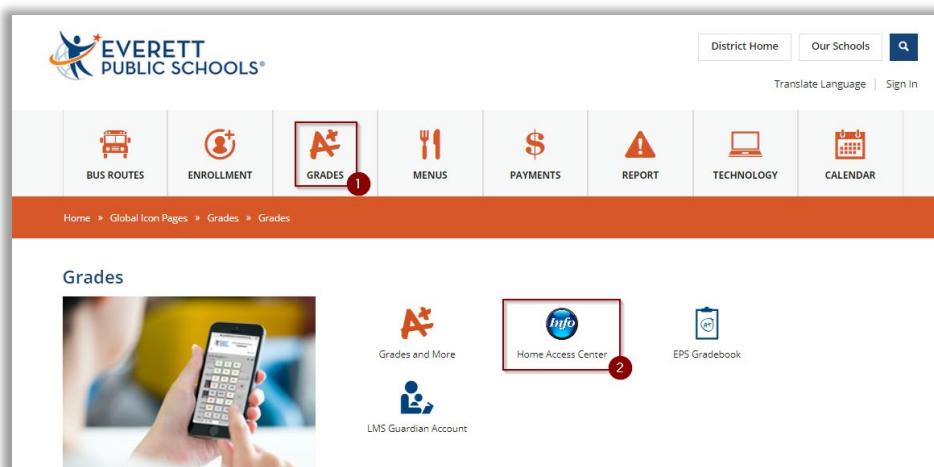 EVERETT
PUBLIC SCHOOLS®
District Home
Our Schools
Translate Language | Sign In
BUS ROUTES
ENROLLMENT
GRADES
MENUS
PAYMENTS
REPORT
TECHNOLOGY
CALENDAR
1
Home » Global Icon Pages » Grades » Grades
Grades
A+
Info
A+
Grades and More
Home Access Center
EPS Gradebook
2
LMS Guardian Account